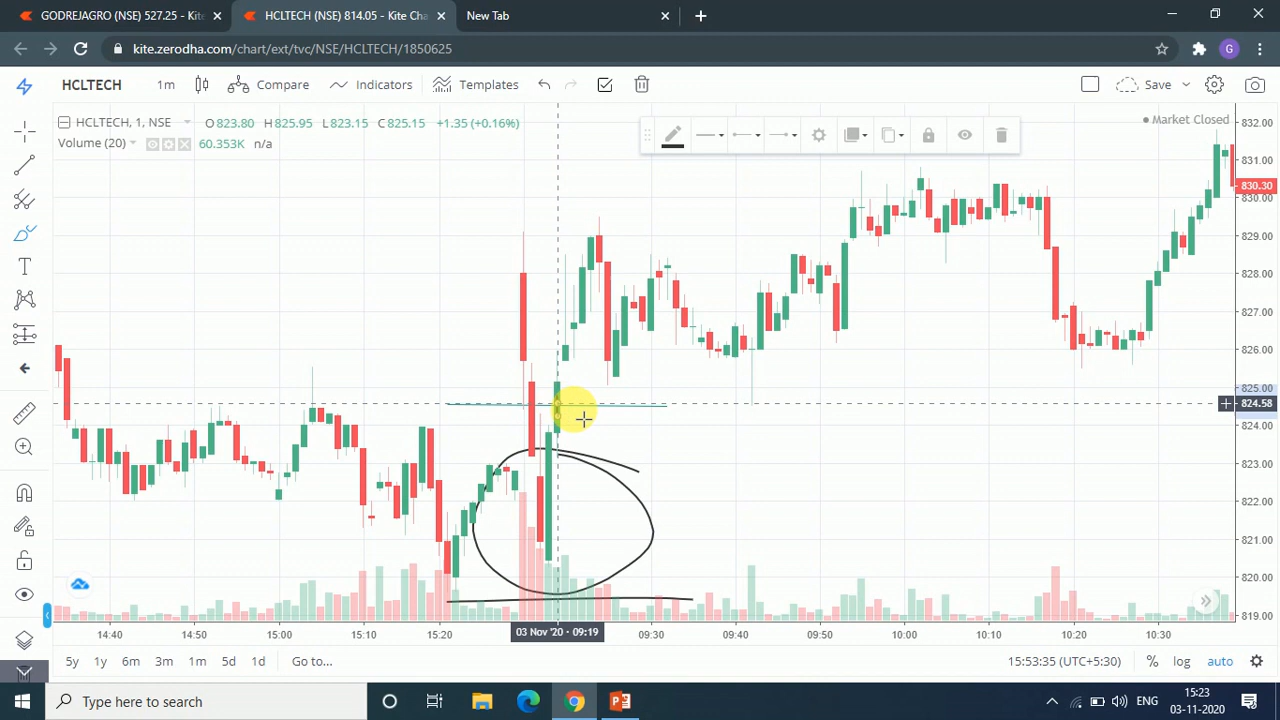 GODREJAGRO (NSE) 527.25 - Kite
HCLTECH (NSE) 814.05 - Kite Cha
New Tab
kite.zerodha.com/chart/ext/tvc/NSE/HCLTECH/1850625
G
HCLTECH
1m
Compare
Indicators
Templates
Save
HCLTECH, 1, NSE
O823.80 H825.95 L823.15 C825.15 +1.35 (+0.16%)
Market Closed
Volume (20)
60.353K n/a
832.00
831.00
830.30
830.00
829.00
828.00
827.00
826.00
825.00
824.58
824.00
823.00
822.00
821.00
820.00
819.00
14:40
14:50
15:00
15:10
15:20
03 Nov '20 · 09:19
09:30
09:40
09:50
10:00
10:10
10:20
10:30
5y
1y
6m
3m
1m
5d
1d
Go to...
15:53:35 (UTC+5:30)
%
log
auto
Type here to search
ENG
15:23
03-11-2020